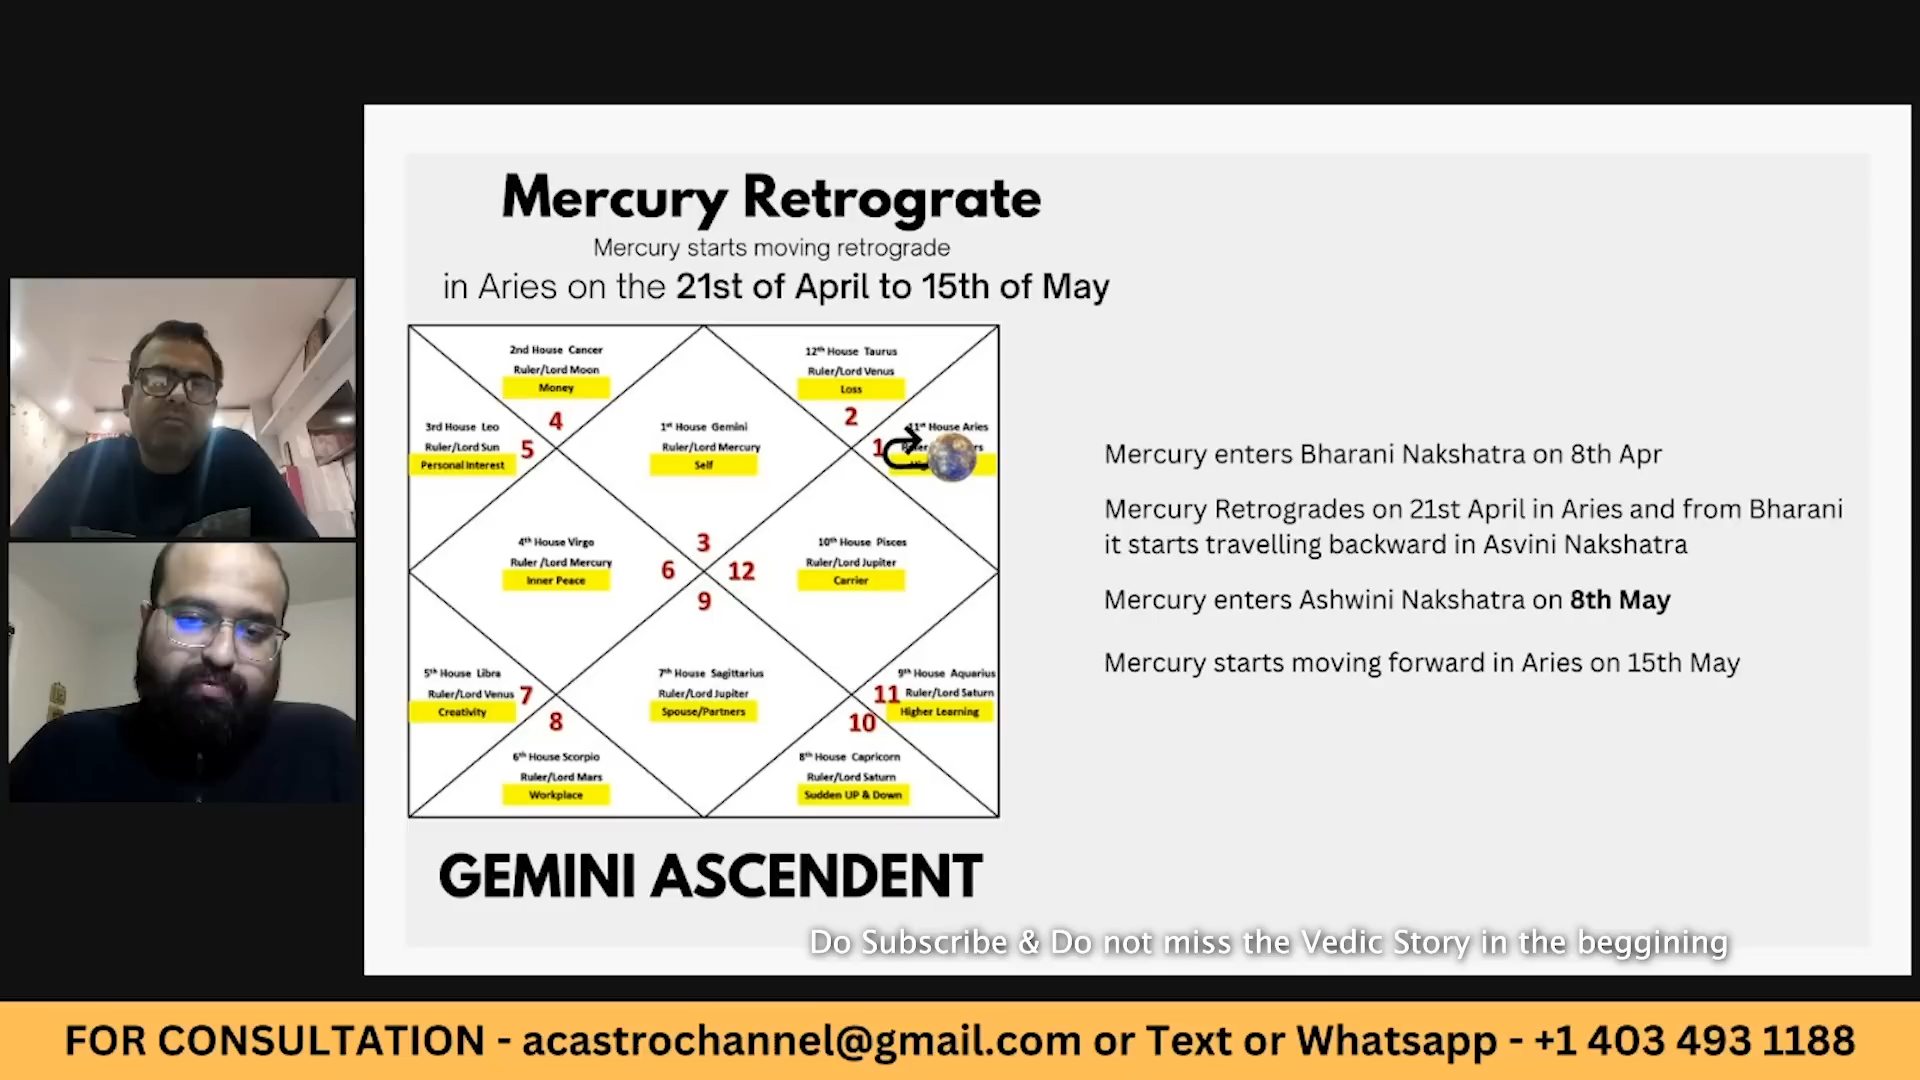 Mercury Retrograte
Mercury starts moving retrograde
in Aries on the 21st of April to 15th of May
2nd House Cancer
Ruler/Lord Moon
Money
4
12th House Taurus
Ruler/Lord Venus
Loss
2
3rd House Leo
Ruler/Lord Sun
Personal Interest
5
1st House Gemini
Ruler/Lord Mercury
Self
11st House Aries
1
4th House Virgo
Ruler /Lord Mercury
Inner Peace
3
6
12
9
10th House Pisces
Ruler/Lord Jupiter
Carrier
5th House Libra
Ruler/Lord Venus
Creativity
7
8
6th House Scorpio
Ruler/Lord Mars
Workplace
7th House Sagittarius
Ruler/Lord Jupiter
Spouse/Partners
9th House Aquarius
11
Ruler/Lord Saturn
Higher Learning
10
8th House Capricorn
Ruler/Lord Saturn
Sudden UP & Down
GEMINI ASCENDENT
Mercury enters Bharani Nakshatra on 8th Apr
Mercury Retrogrades on 21st April in Aries and from Bharani
it starts travelling backward in Asvini Nakshatra
Mercury enters Ashwini Nakshatra on 8th May
Mercury starts moving forward in Aries on 15th May
Do Subscribe & Do not miss the Vedic Story in the beggining
FOR CONSULTATION - acastrochannel@gmail.com or Text or Whatsapp - +1 403 493 1188